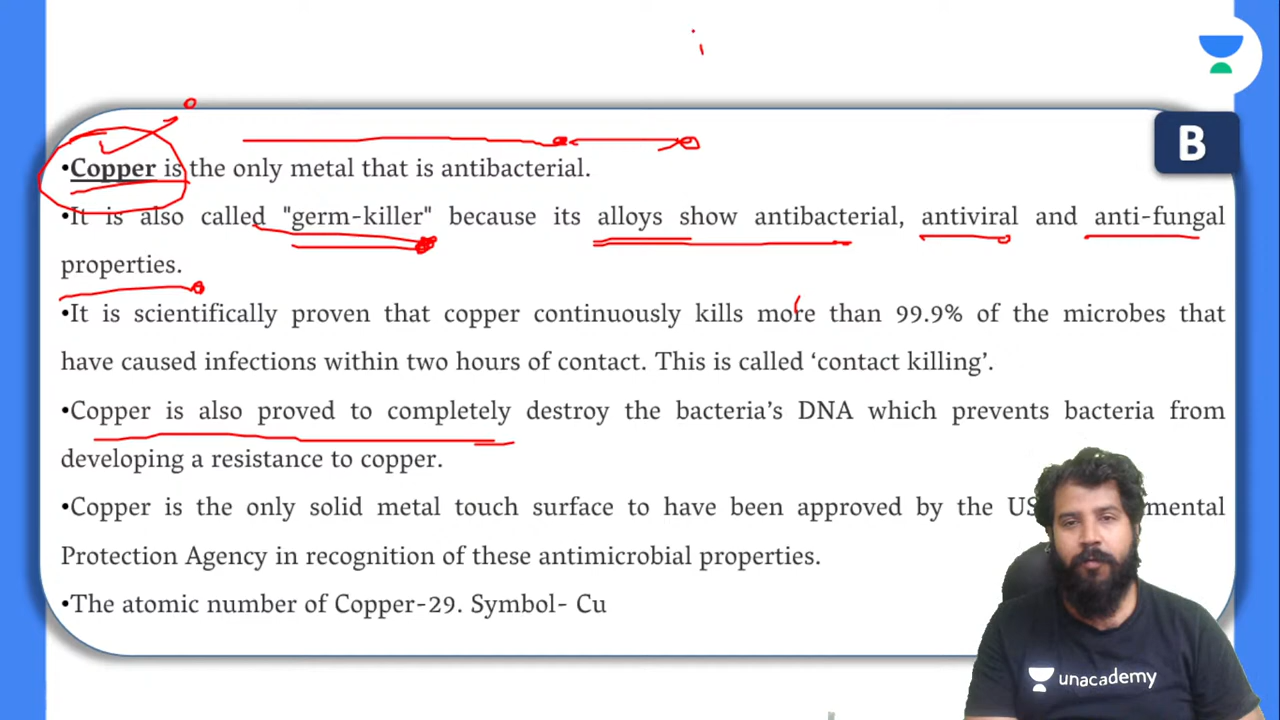 B
•Copper is the only metal that is antibacterial.
•It is also called "germ-killer" because its alloys show antibacterial, antiviral and anti-fungal
properties.
•It is scientifically proven that copper continuously kills more than 99.9% of the microbes that
have caused infections within two hours of contact. This is called ‘contact killing’.
•Copper is also proved to completely destroy the bacteria’s DNA which prevents bacteria from
developing a resistance to copper.
•Copper is the only solid metal touch surface to have been approved by the US mental
Protection Agency in recognition of these antimicrobial properties.
•The atomic number of Copper-29. Symbol- Cu
unacademy